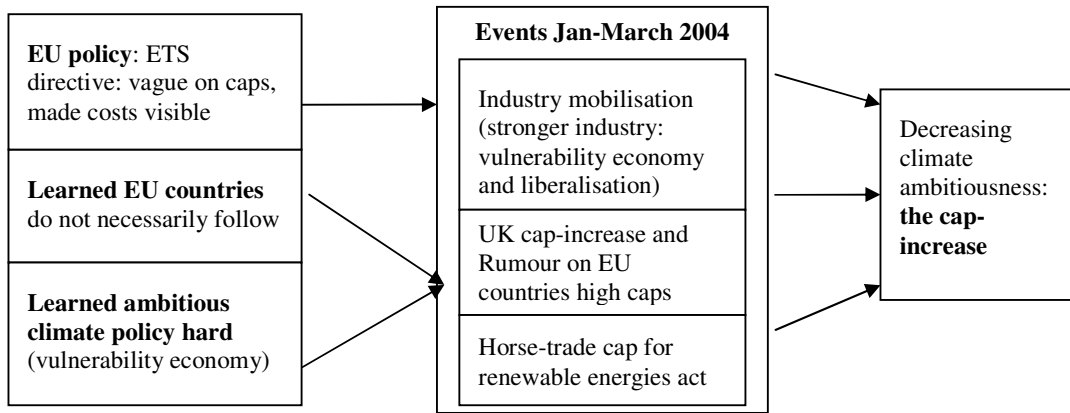 EU policy: ETS
directive: vague on caps,
made costs visible
Learned EU countries
do not necessarily follow
Learned ambitious
climate policy hard
(vulnerability economy)
Events Jan-March 2004
Industry mobilisation
(stronger industry:
vulnerability economy
and liberalisation)
UK cap-increase and
Rumour on EU
countries high caps
Horse-trade cap for
renewable energies act
Decreasing
climate
ambitiousness:
the cap-
increase